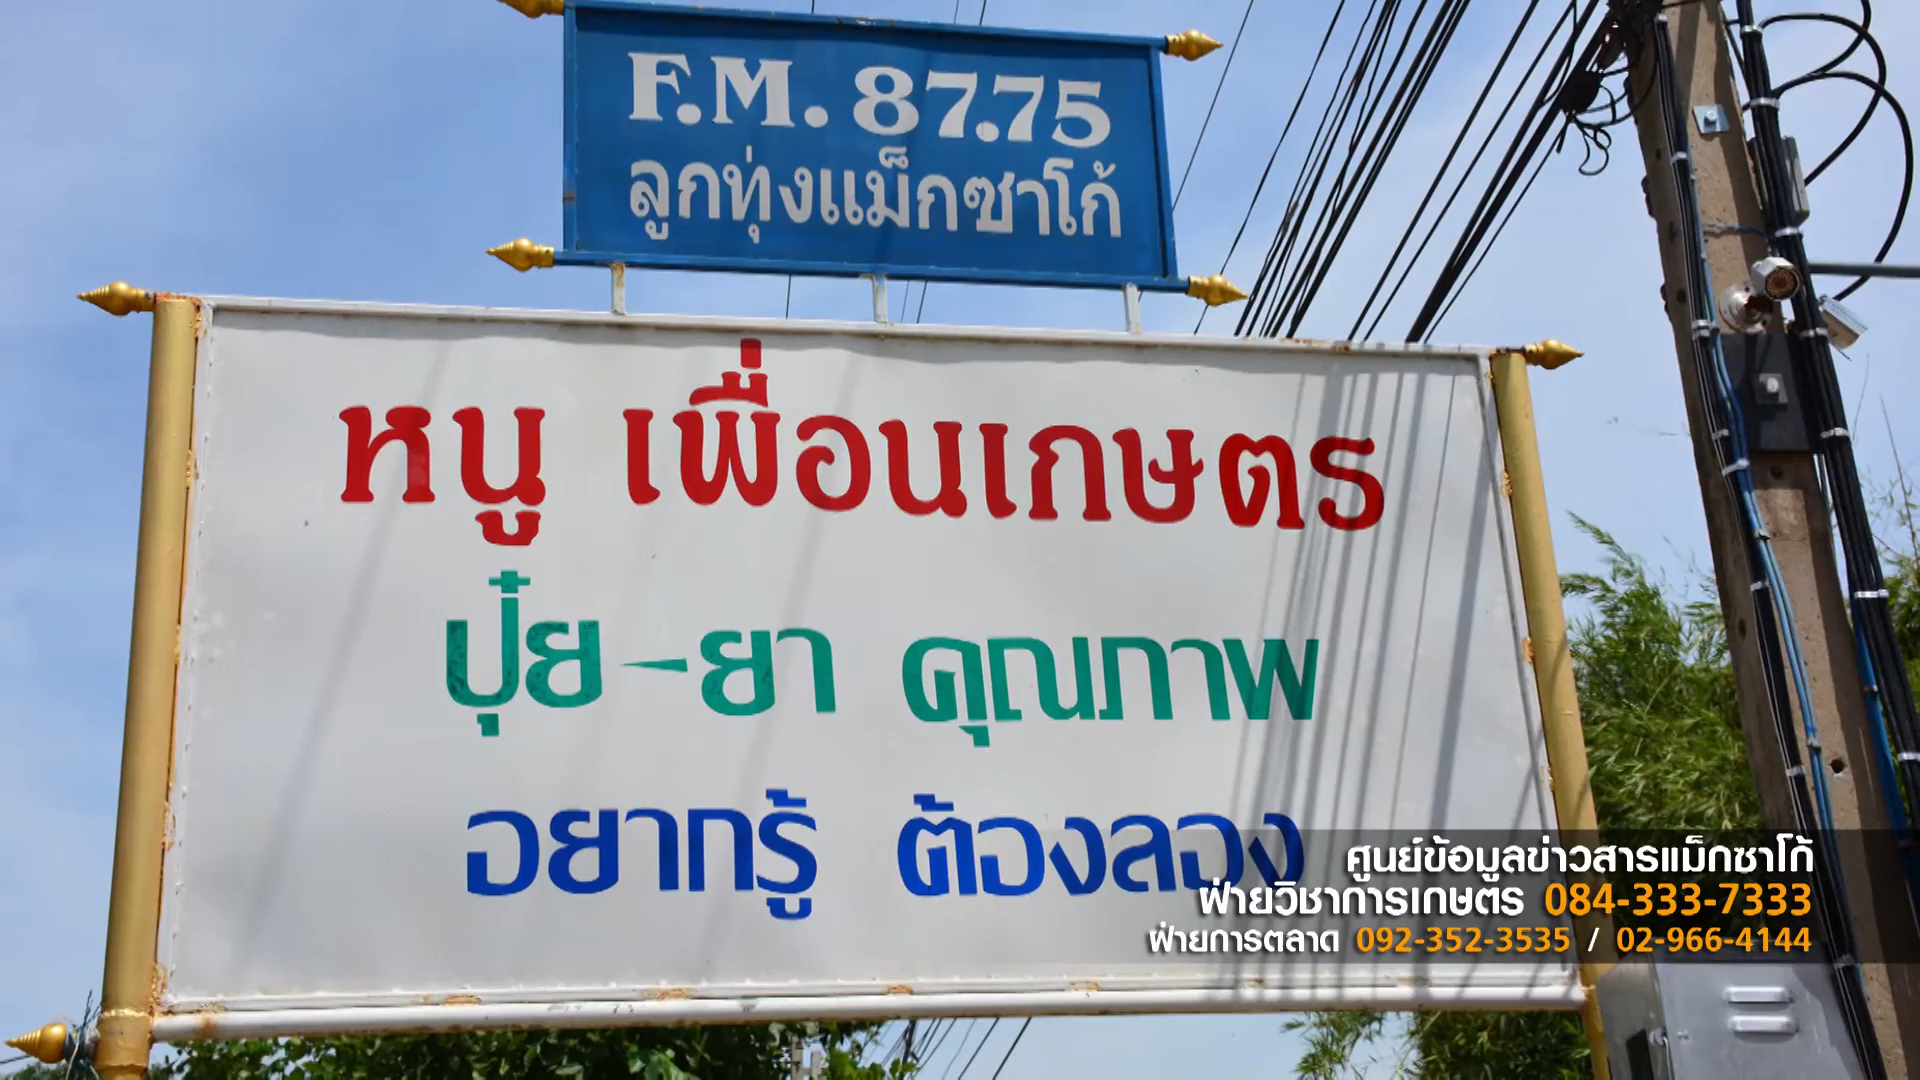 F.M. 87.75
ลูกทุ่งแม็กซาโก้
หนู เพื่อนเกษตร
ปุ๋ย-ยา คุณภาพ
อยากรู้ ต้องลอง
ศูนย์ข้อมูลข่าวสารแม็กซาโก้
ฝ่ายวิชาการเกษตร 084-333-7333
ฝ่ายการตลาด 092-352-3535 / 02-966-4144